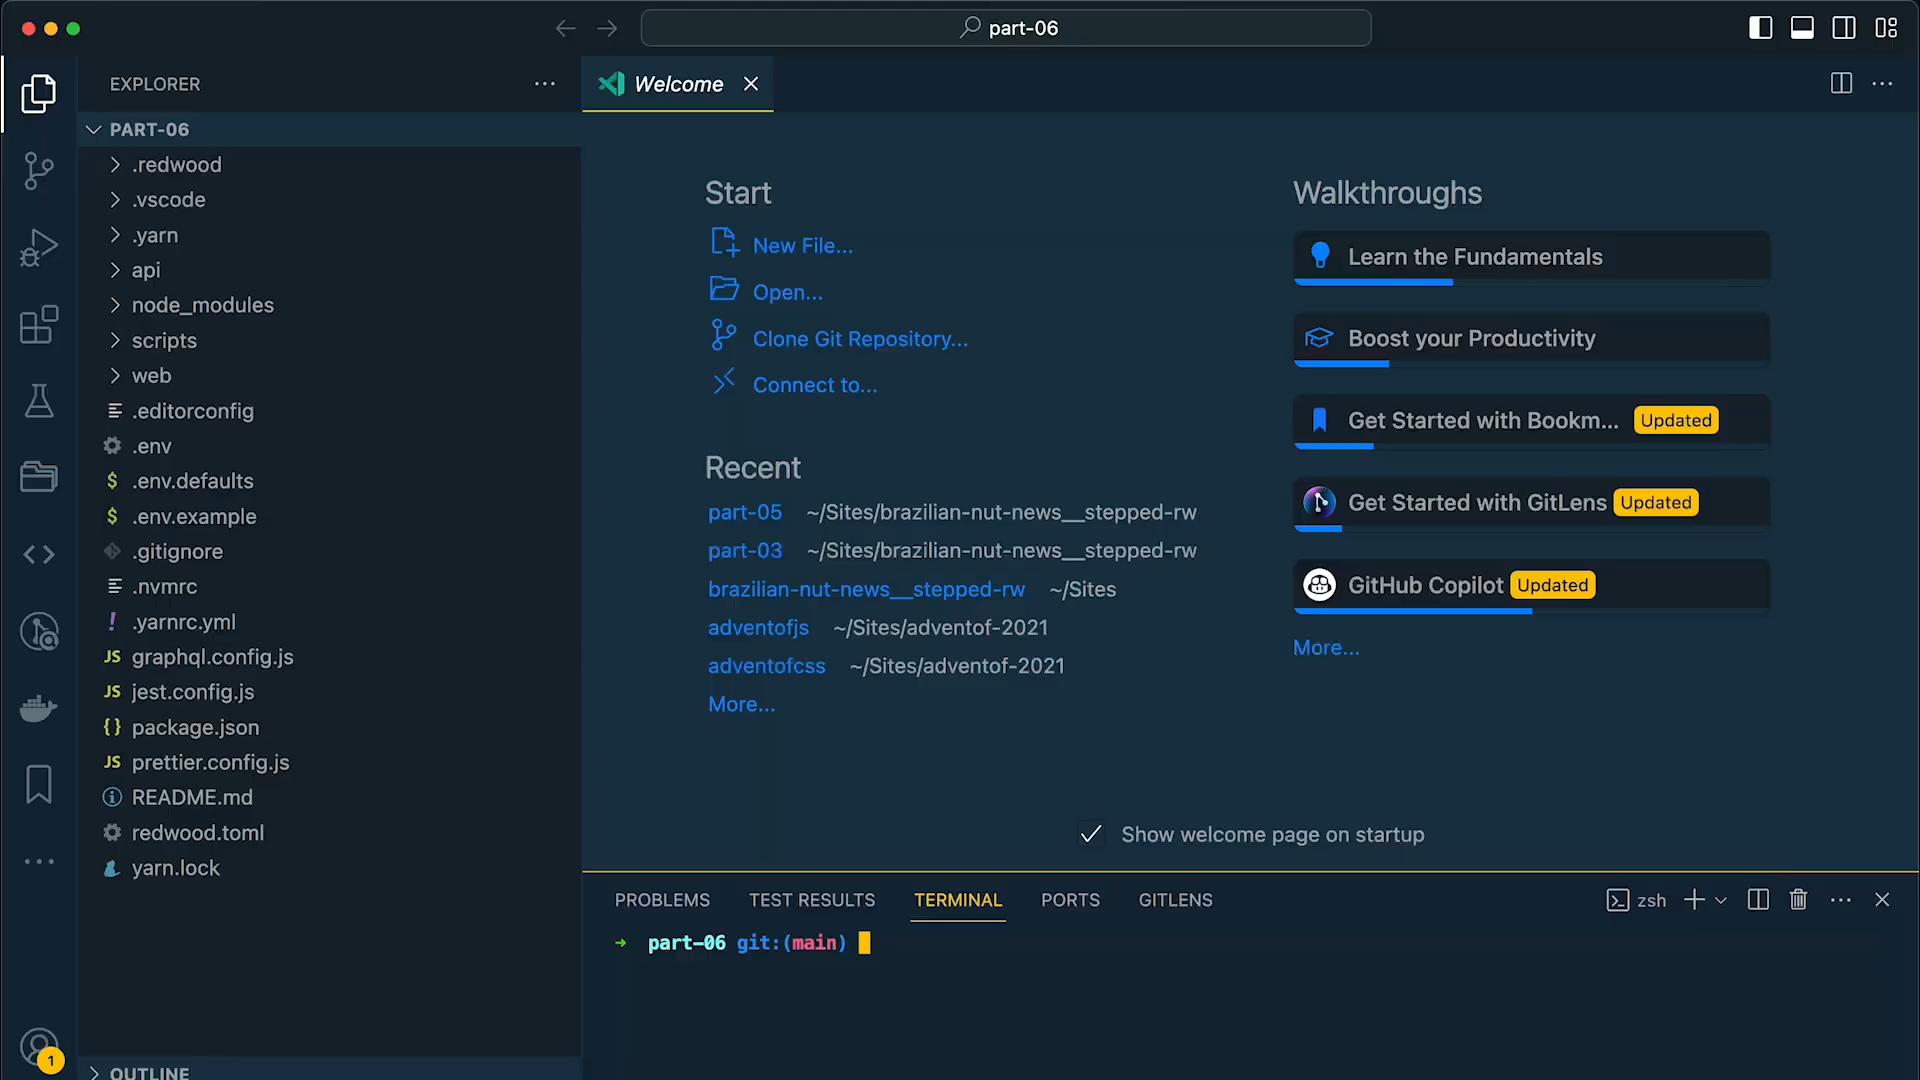 part-06
EXPLORER
Welcome
PART-06
.redwood
.vscode
.yarn
api
node_modules
scripts
web
.editorconfig
.env
$ .env.defaults
$ .env.example
.gitignore
.nvmrc
! .yarnrc.yml
JS graphql.config.js
JS jest.config.js
{} package.json
JS prettier.config.js
README.md
redwood.toml
yarn.lock
OUTLINE
1
Start
New File...
Open...
Clone Git Repository...
Connect to...
Recent
part-05 ~/Sites/brazilian-nut-news__stepped-rw
part-03 ~/Sites/brazilian-nut-news__stepped-rw
brazilian-nut-news__stepped-rw ~/Sites
adventofjs ~/Sites/adventof-2021
adventofcss ~/Sites/adventof-2021
More...
Walkthroughs
Learn the Fundamentals
Boost your Productivity
Get Started with Bookm... Updated
Get Started with GitLens Updated
GitHub Copilot Updated
More...
Show welcome page on startup
PROBLEMS TEST RESULTS TERMINAL PORTS GITLENS
zsh
→ part-06 git:(main)